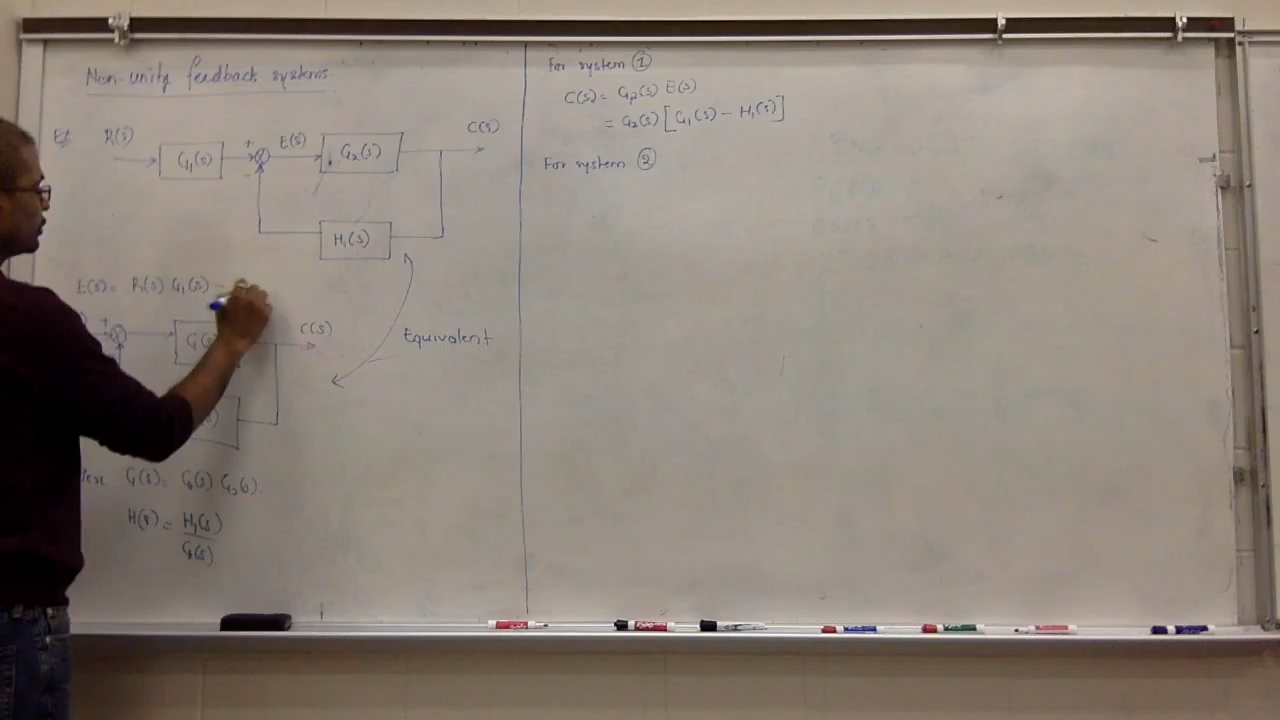 Non-unity feedback systems
R(s)
G₁(s)
+
-
E(s)
G₂(s)
C(s)
H₁(s)
E(s) = R(s) G₁(s) -
+
C(s)
Equivalent
G(s) = G₁(s) G₂(s).
H(s) = H₁(s)
G₁(s)
For system ①
C(s) = G₂(s) E(s)
= G₂(s) [G₁(s) - H₁(s)]
For system ②